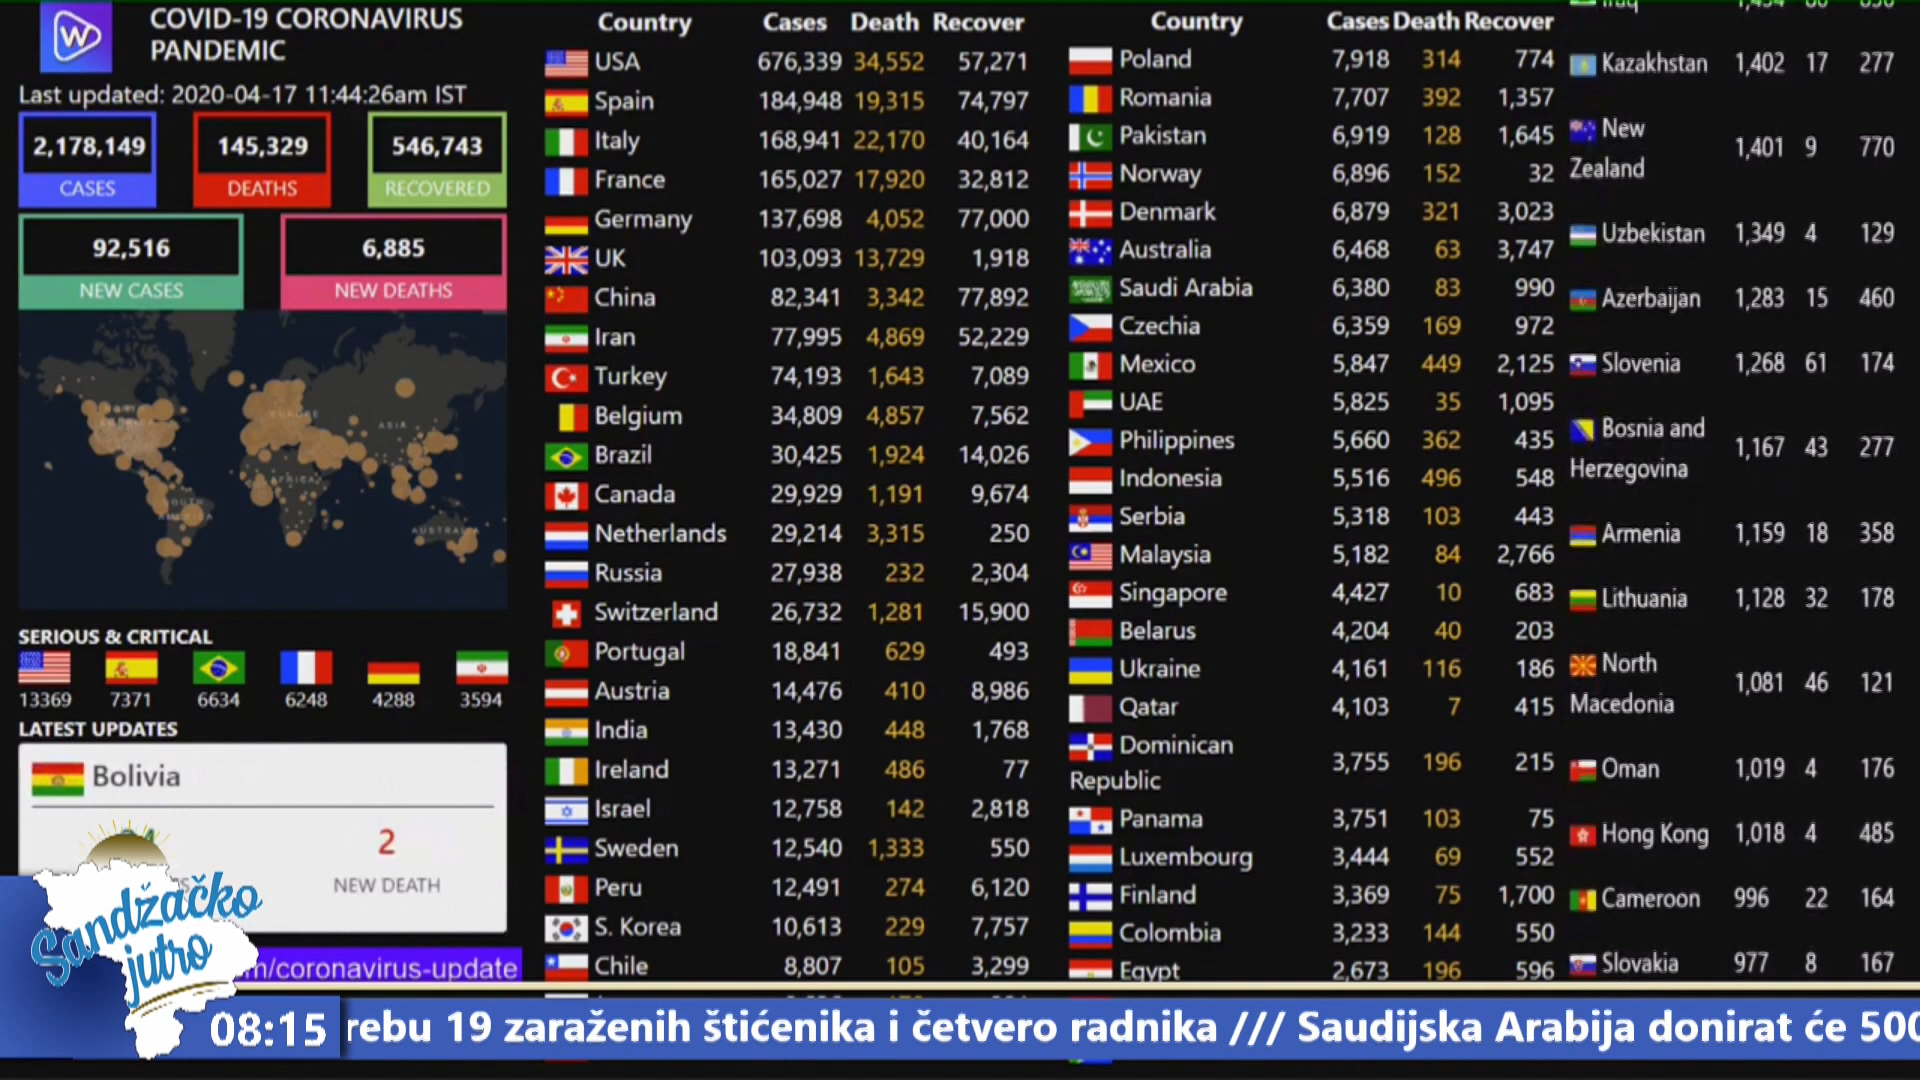 COVID-19 CORONAVIRUS
PANDEMIC
Last updated: 2020-04-17 11:44:26am IST
2,178,149
CASES
145,329
DEATHS
546,743
RECOVERED
92,516
NEW CASES
6,885
NEW DEATHS
EUROPE
ASIA
AFRICA
SOUTH
AMERICA
AUSTRALIA
SERIOUS & CRITICAL
13369 7371 6634 6248 4288 3594
LATEST UPDATES
Bolivia
2
NEW DEATH
m/coronavirus-update
Country Cases Death Recover
USA 676,339 34,552 57,271
Spain 184,948 19,315 74,797
Italy 168,941 22,170 40,164
France 165,027 17,920 32,812
Germany 137,698 4,052 77,000
UK 103,093 13,729 1,918
China 82,341 3,342 77,892
Iran 77,995 4,869 52,229
Turkey 74,193 1,643 7,089
Belgium 34,809 4,857 7,562
Brazil 30,425 1,924 14,026
Canada 29,929 1,191 9,674
Netherlands 29,214 3,315 250
Russia 27,938 232 2,304
Switzerland 26,732 1,281 15,900
Portugal 18,841 629 493
Austria 14,476 410 8,986
India 13,430 448 1,768
Ireland 13,271 486 77
Israel 12,758 142 2,818
Sweden 12,540 1,333 550
Peru 12,491 274 6,120
S. Korea 10,613 229 7,757
Chile 8,807 105 3,299
Country Cases Death Recover
Poland 7,918 314 774
Romania 7,707 392 1,357
Pakistan 6,919 128 1,645
Norway 6,896 152 32
Denmark 6,879 321 3,023
Australia 6,468 63 3,747
Saudi Arabia 6,380 83 990
Czechia 6,359 169 972
Mexico 5,847 449 2,125
UAE 5,825 35 1,095
Philippines 5,660 362 435
Indonesia 5,516 496 548
Serbia 5,318 103 443
Malaysia 5,182 84 2,766
Singapore 4,427 10 683
Belarus 4,204 40 203
Ukraine 4,161 116 186
Qatar 4,103 7 415
Dominican
Republic 3,755 196 215
Panama 3,751 103 75
Luxembourg 3,444 69 552
Finland 3,369 75 1,700
Colombia 3,233 144 550
Egypt 2,673 196 596
Iraq
Kazakhstan 1,402 17 277
New
Zealand 1,401 9 770
Uzbekistan 1,349 4 129
Azerbaijan 1,283 15 460
Slovenia 1,268 61 174
Bosnia and
Herzegovina 1,167 43 277
Armenia 1,159 18 358
Lithuania 1,128 32 178
North
Macedonia 1,081 46 121
Oman 1,019 4 176
Hong Kong 1,018 4 485
Cameroon 996 22 164
Slovakia 977 8 167
Sandžačko
jutro
08:15 rebu 19 zaraženih štićenika i četvero radnika /// Saudijska Arabija donirat će 500